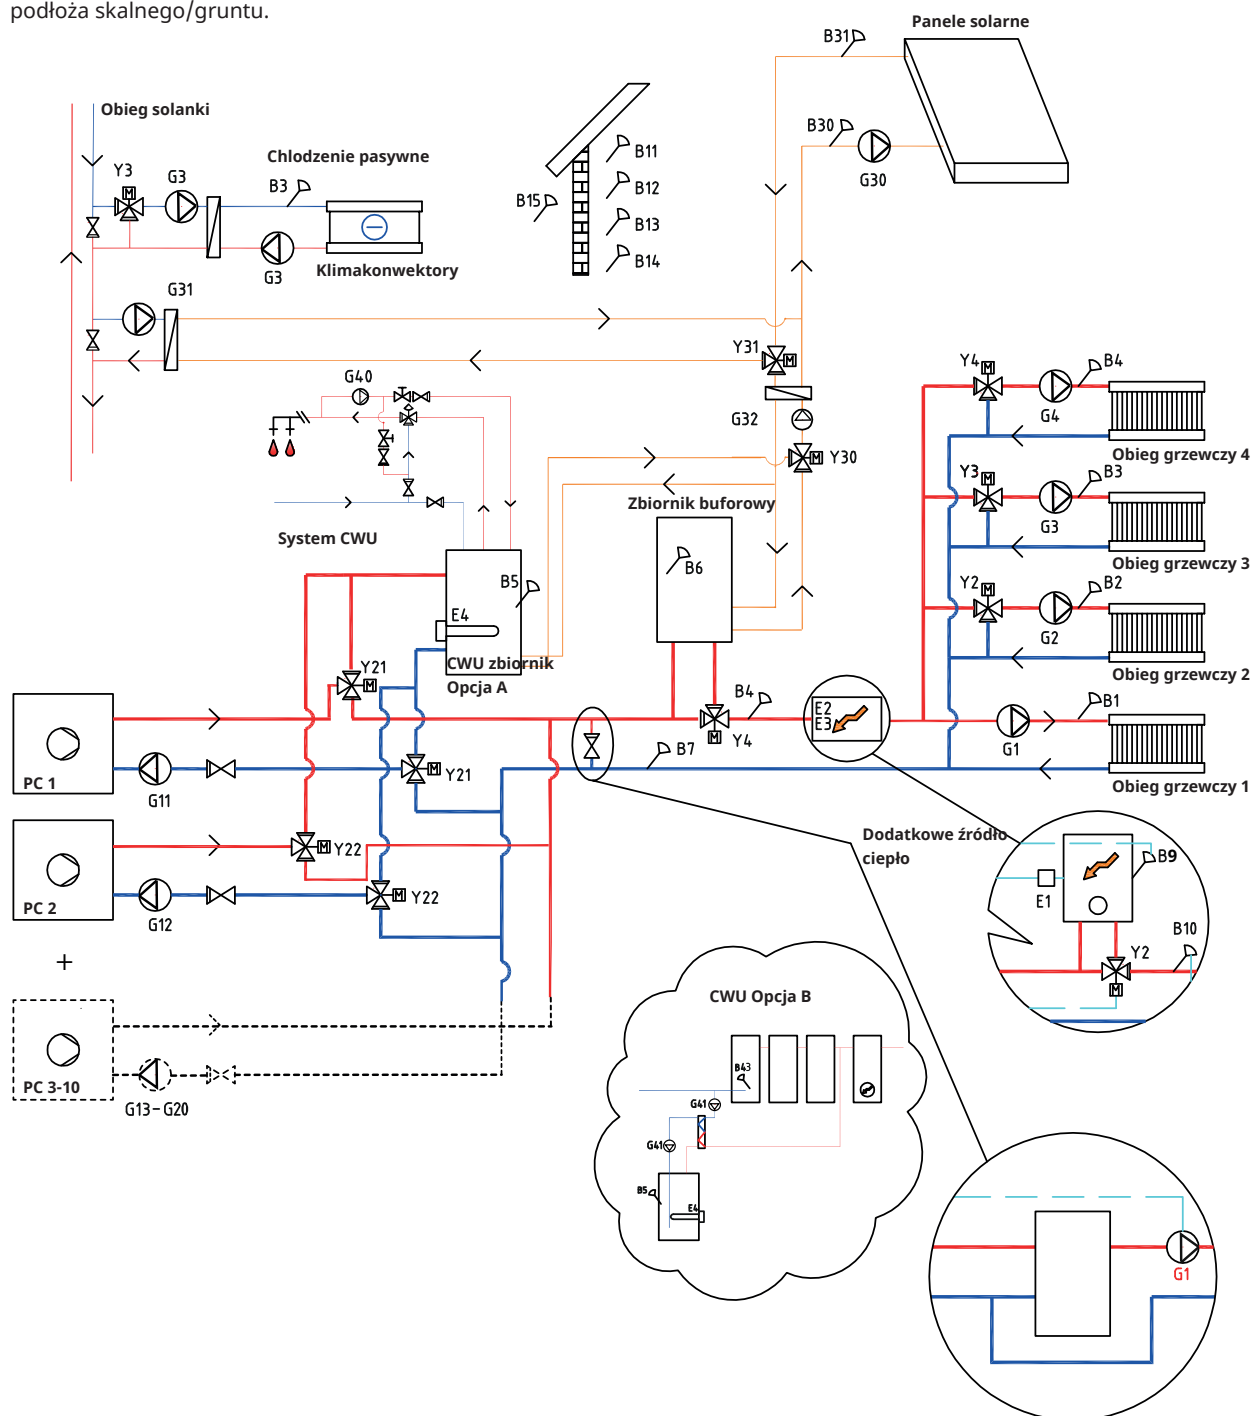 podłoża skalnego/gruntu.
Panele solarne
B31
B30
G30
Obieg solanki
Chlodzenie pasywne
Y3
G3
B3
G3
Klimakonwektory
B11
B12
B13
B14
B15
G31
Y31
G32
Y30
G40
System CWU
Zbiornik buforowy
B6
B5
E4
CWU zbiornik
Opcja A
Y4
B4
G4
Obieg grzewczy 4
Y3
B3
G3
Obieg grzewczy 3
Y2
B2
G2
Obieg grzewczy 2
B1
G1
Obieg grzewczy 1
Y21
B4
Y4
E2
E3
B7
PC 1
G11
Y21
Y22
PC 2
G12
Y22
+
PC 3-10
G13-G20
Dodatkowe źródło
ciepło
B9
E1
B10
Y2
CWU Opcja B
B43
G41
G41
B5
E4
G1
M
M
M
M
M
M
M
M
M
M
M
M